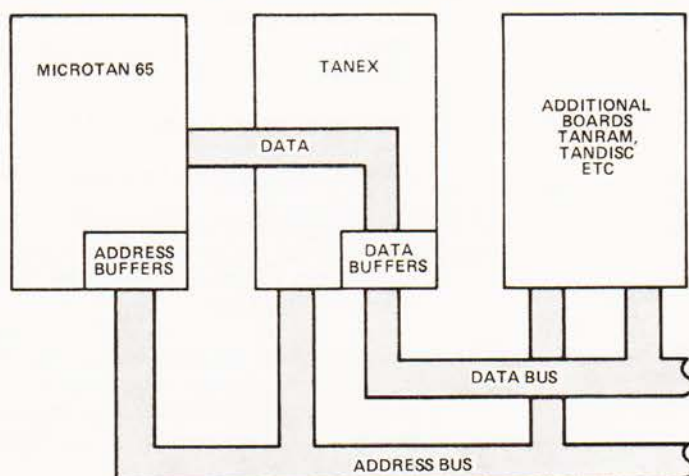 MICROTAN 65
TANEX
ADDITIONAL
BOARDS
TANRAM,
TANDISC
ETC
DATA
ADDRESS
BUFFERS
DATA
BUFFERS
DATA BUS
ADDRESS BUS